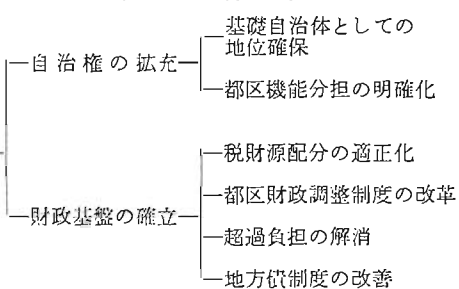 自治権の拡充
基礎自治体としての
地位確保
都区機能分担の明確化
財政基盤の確立
税財源配分の適正化
都区財政調整制度の改革
超過負担の解消
地方債制度の改善